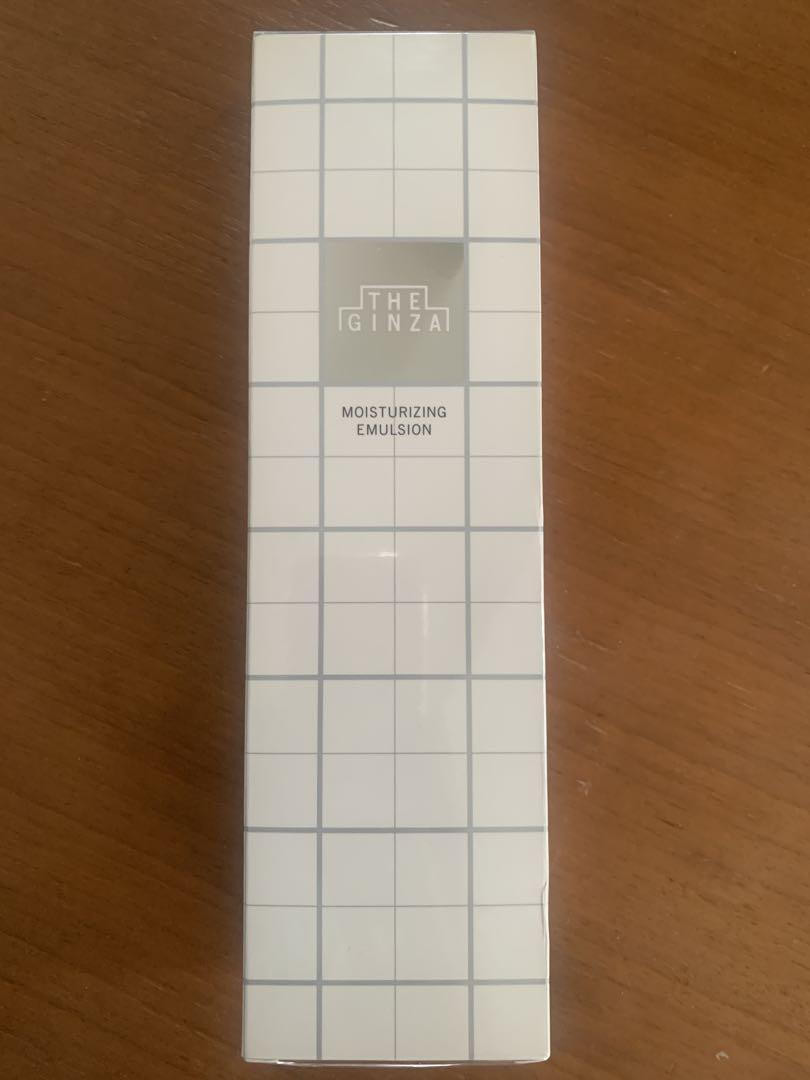 THE
GINZA
MOISTURIZING
EMULSION